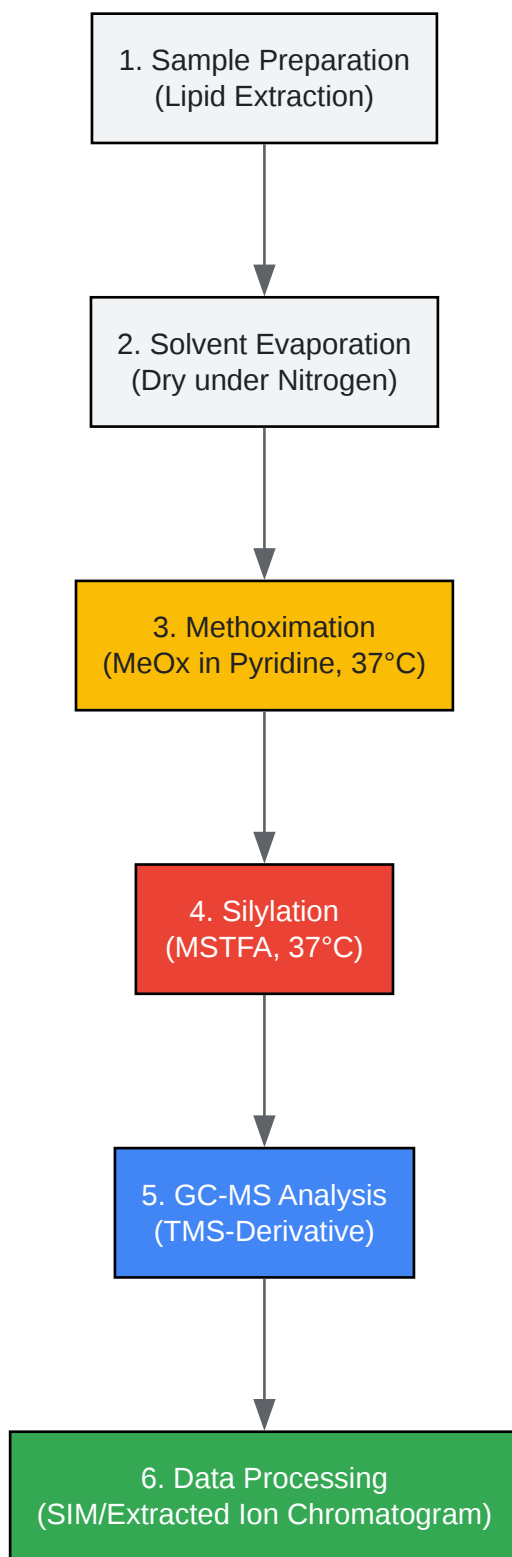 1. Sample Preparation
(Lipid Extraction)
2. Solvent Evaporation
(Dry under Nitrogen)
3. Methoximation
(MeOx in Pyridine, 37°C)
4. Silylation
(MSTFA, 37°C)
5. GC-MS Analysis
(TMS-Derivative)
6. Data Processing
(SIM/Extracted Ion Chromatogram)